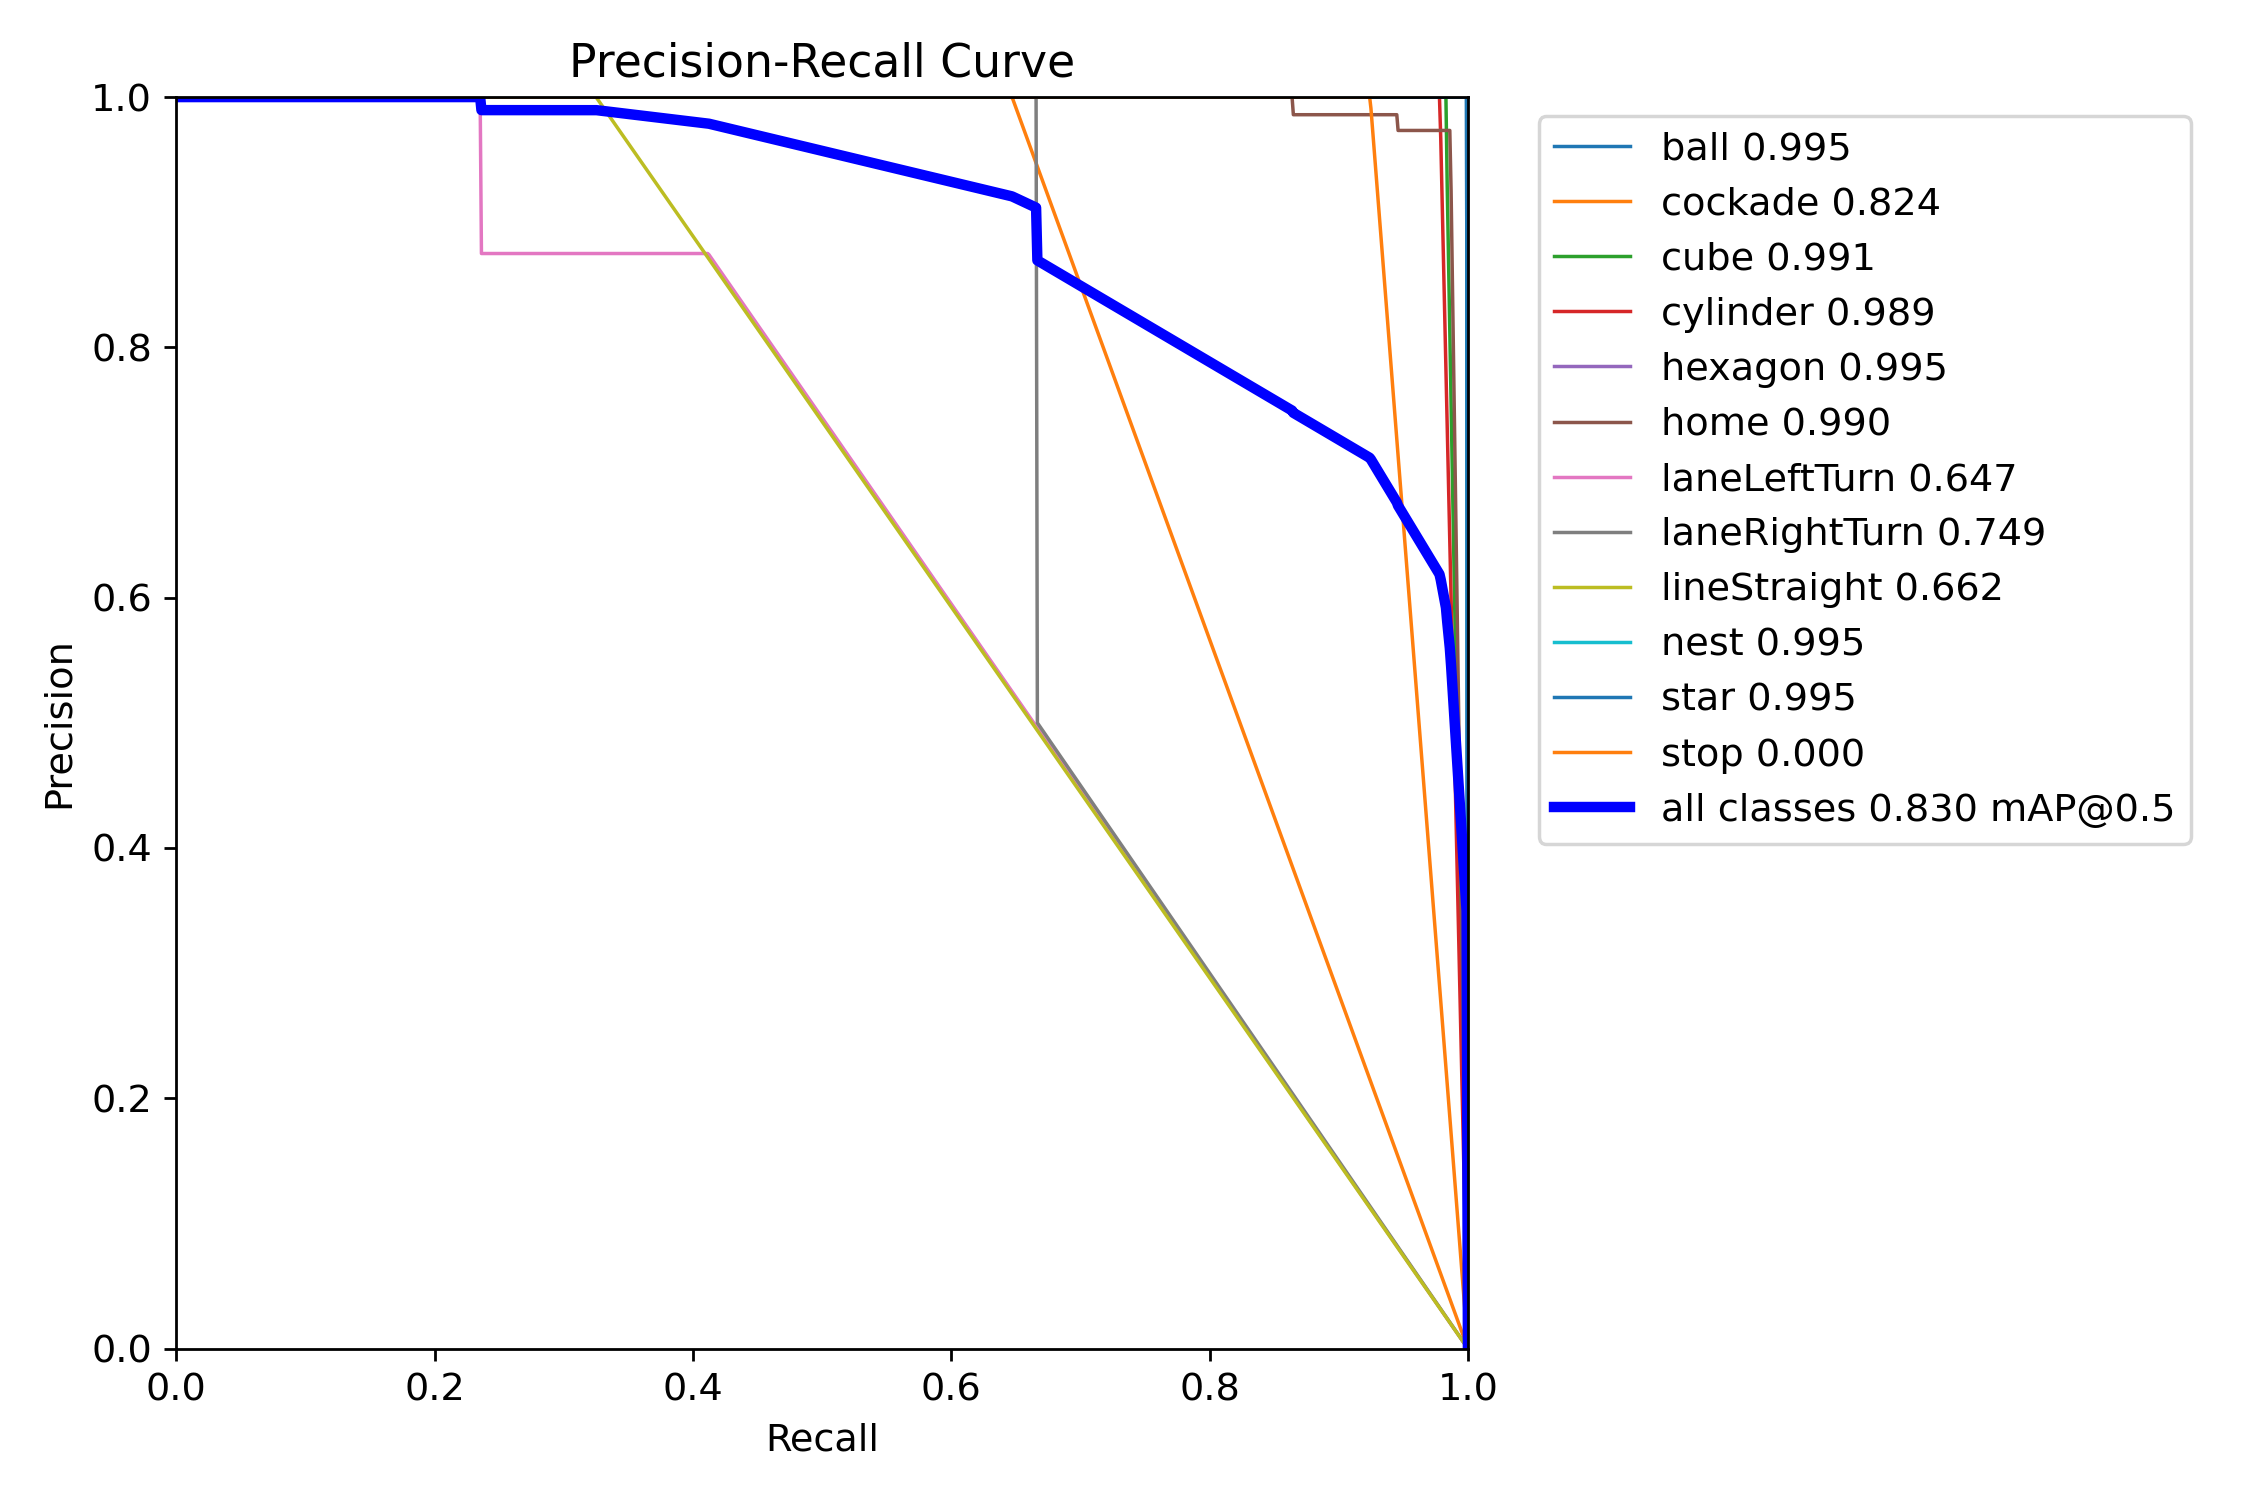 Precision-Recall Curve
1.0
0.8
0.6
0.4
0.2
0.0
Precision
0.0 0.2 0.4 0.6 0.8 1.0
Recall
ball 0.995
cockade 0.824
cube 0.991
cylinder 0.989
hexagon 0.995
home 0.990
laneLeftTurn 0.647
laneRightTurn 0.749
lineStraight 0.662
nest 0.995
star 0.995
stop 0.000
all classes 0.830 mAP@0.5